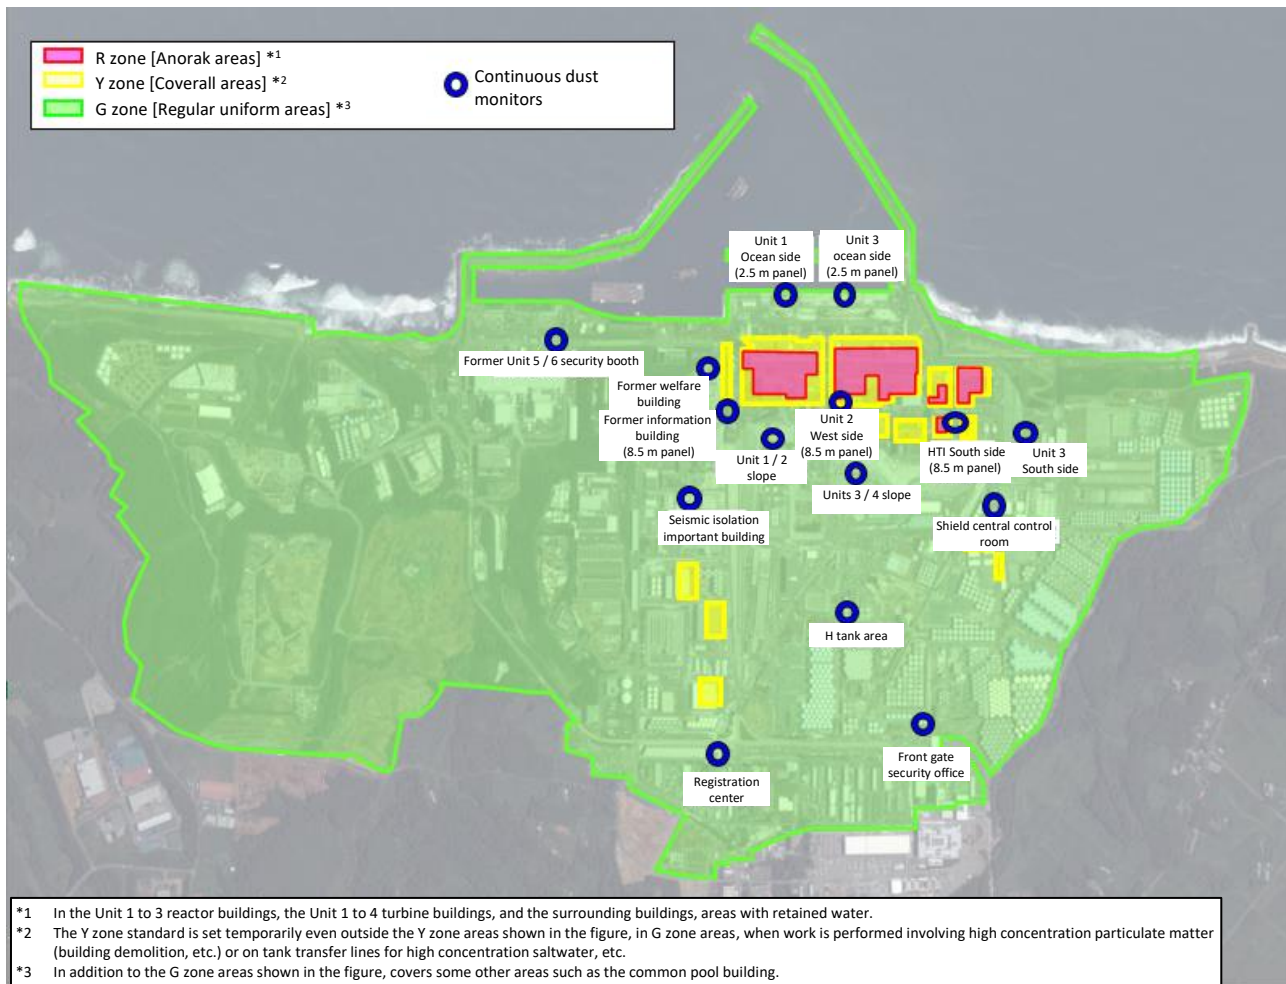 R zone [Anorak areas] *1
Y zone [Coverall areas] *2
G zone [Regular uniform areas] *3
Continuous dust
monitors
Unit 1
Ocean side
(2.5 m panel)
Unit 3
ocean side
(2.5 m panel)
Former Unit 5 / 6 security booth
Former welfare
building
Former information
building
(8.5 m panel)
Unit 1 / 2
slope
Unit 2
West side
(8.5 m panel)
HTI South side
(8.5 m panel)
Unit 3
South side
Units 3 / 4 slope
Seismic isolation
important building
Shield central control
room
H tank area
Front gate
security office
Registration
center
*1 In the Unit 1 to 3 reactor buildings, the Unit 1 to 4 turbine buildings, and the surrounding buildings, areas with retained water.
*2 The Y zone standard is set temporarily even outside the Y zone areas shown in the figure, in G zone areas, when work is performed involving high concentration particulate matter
(building demolition, etc.) or on tank transfer lines for high concentration saltwater, etc.
*3 In addition to the G zone areas shown in the figure, covers some other areas such as the common pool building.